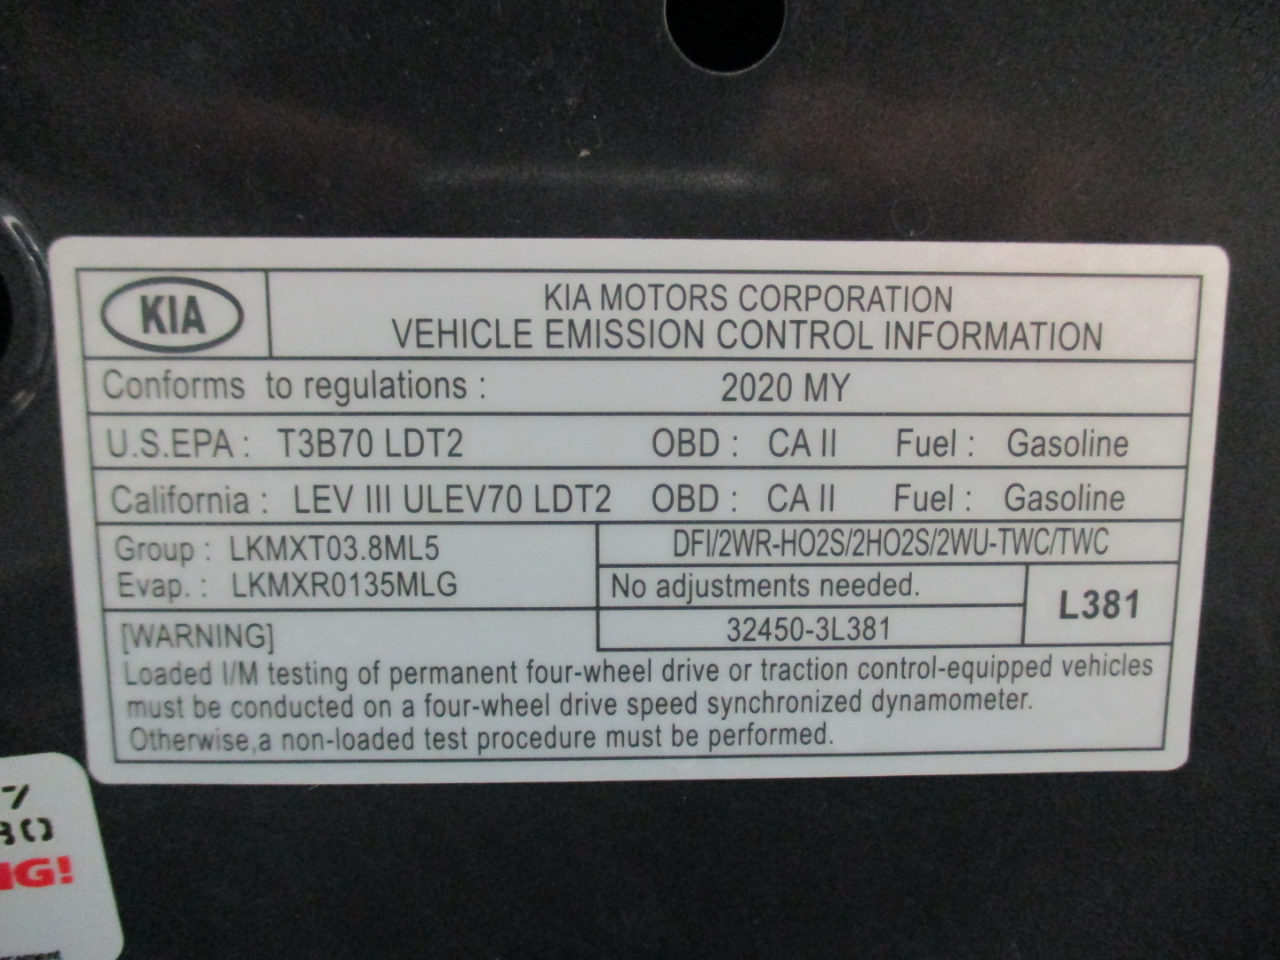 KIA
KIA MOTORS CORPORATION
VEHICLE EMISSION CONTROL INFORMATION
Conforms to regulations : 2020 MY
U.S.EPA : T3B70 LDT2 OBD : CA II Fuel : Gasoline
California : LEV III ULEV70 LDT2 OBD : CA II Fuel : Gasoline
Group : LKMXT03.8ML5
Evap. : LKMXR0135MLG
DFI/2WR-HO2S/2HO2S/2WU-TWC/TWC
No adjustments needed.
32450-3L381
L381
[WARNING]
Loaded I/M testing of permanent four-wheel drive or traction control-equipped vehicles
must be conducted on a four-wheel drive speed synchronized dynamometer.
Otherwise,a non-loaded test procedure must be performed.
7
30
NG!